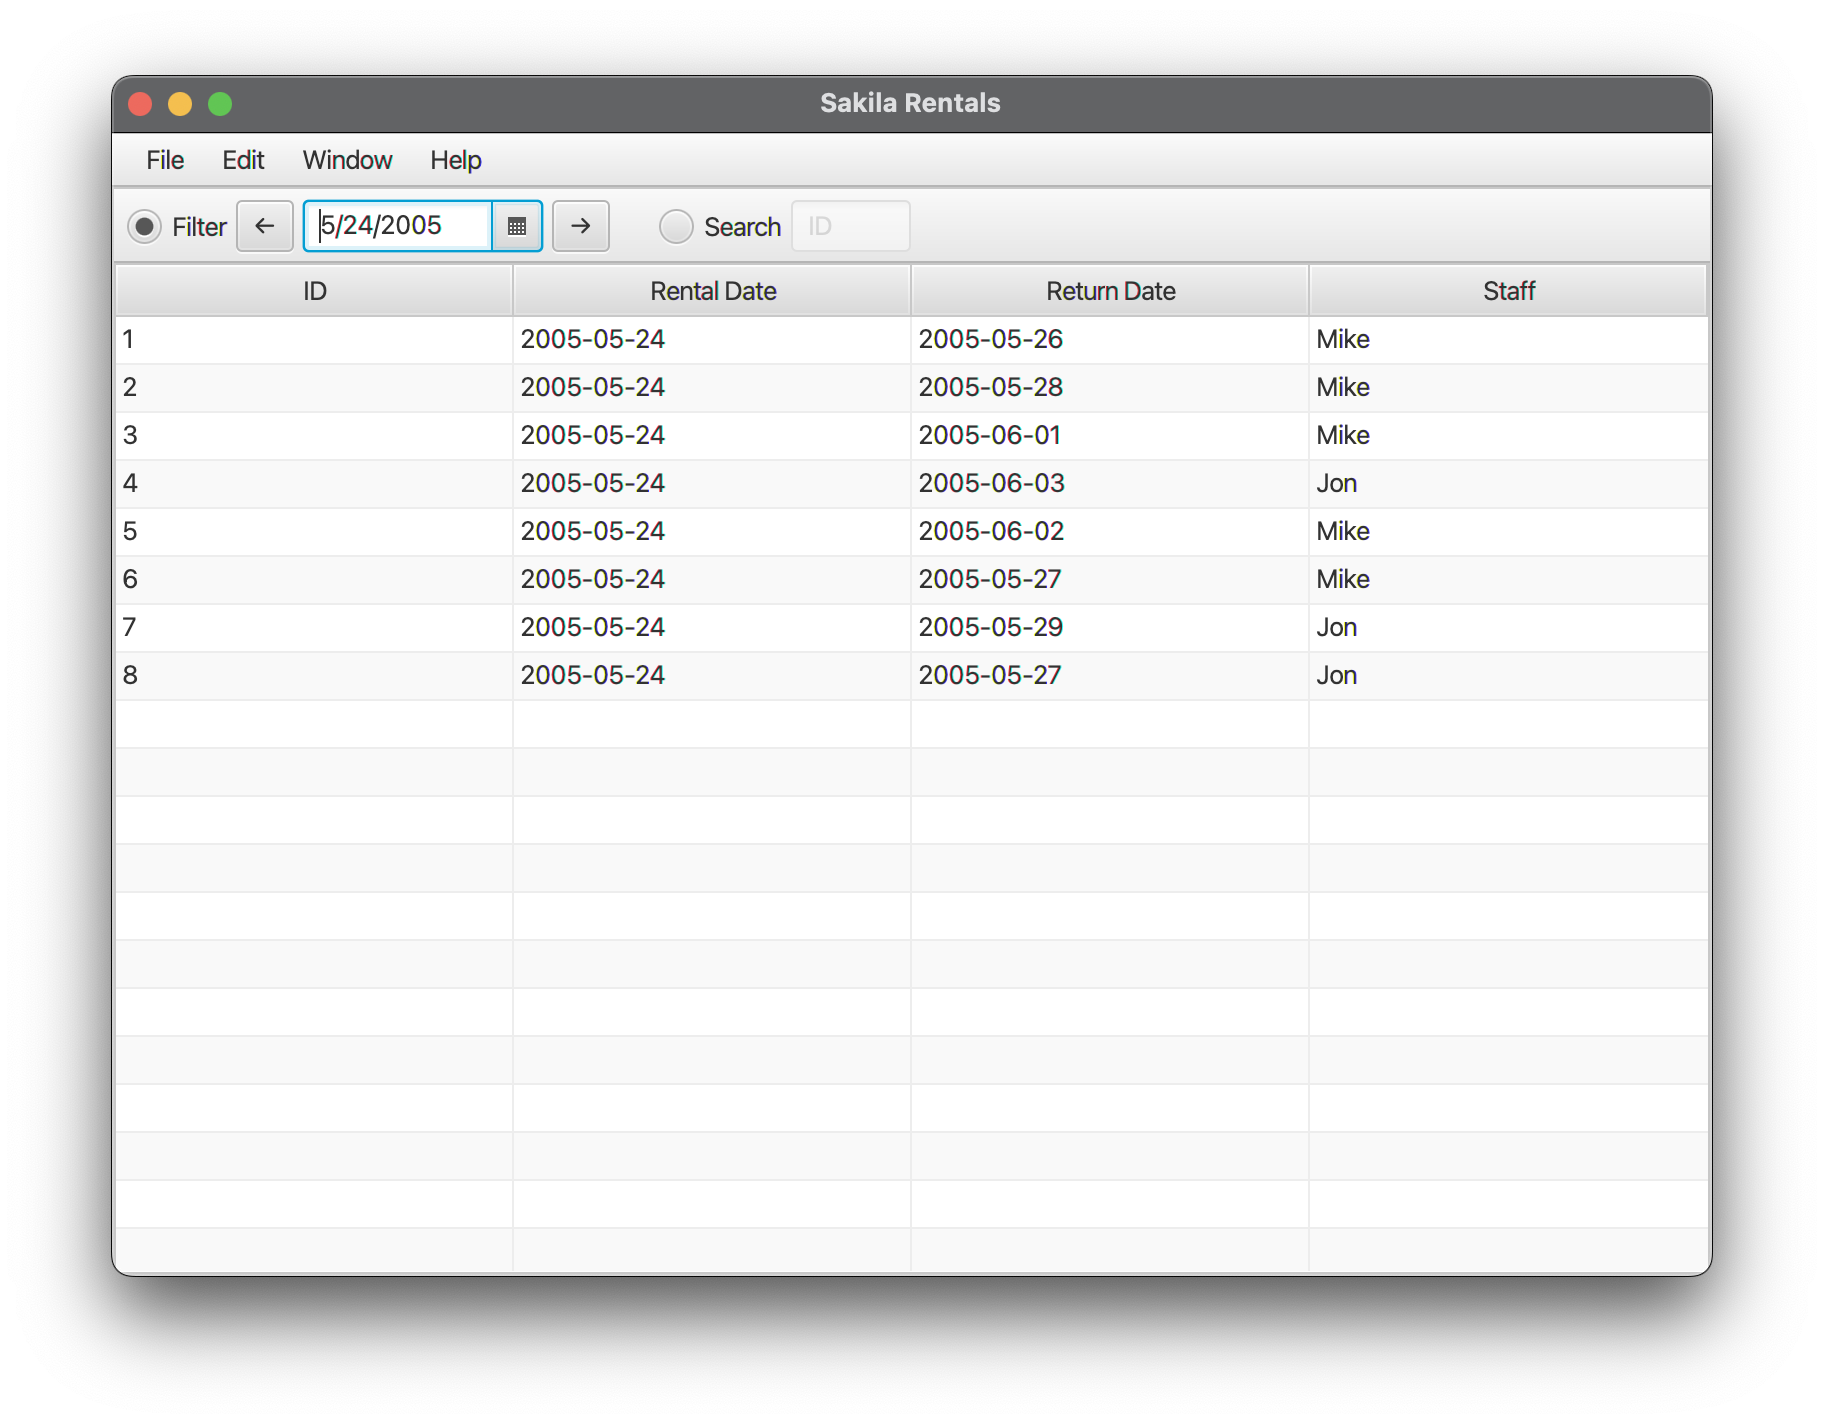 Sakila Rentals
File Edit Window Help
Filter ← 5/24/2005 → Search ID
ID Rental Date Return Date Staff
1 2005-05-24 2005-05-26 Mike
2 2005-05-24 2005-05-28 Mike
3 2005-05-24 2005-06-01 Mike
4 2005-05-24 2005-06-03 Jon
5 2005-05-24 2005-06-02 Mike
6 2005-05-24 2005-05-27 Mike
7 2005-05-24 2005-05-29 Jon
8 2005-05-24 2005-05-27 Jon